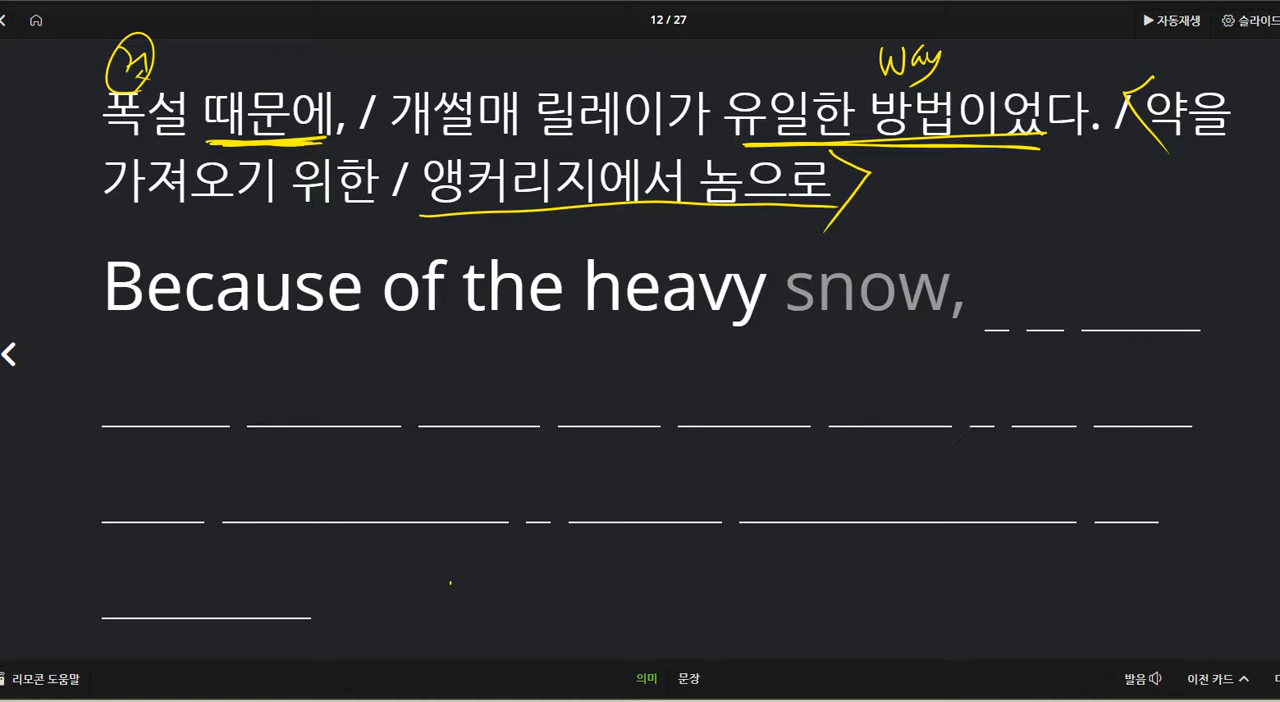 12 / 27
자동재생
슬라이드
way
폭설 때문에, / 개썰매 릴레이가 유일한 방법이었다. / 약을
가져오기 위한 / 앵커리지에서 놈으로
Because of the heavy snow,
리모콘 도움말
의미
문장
발음
이전 카드